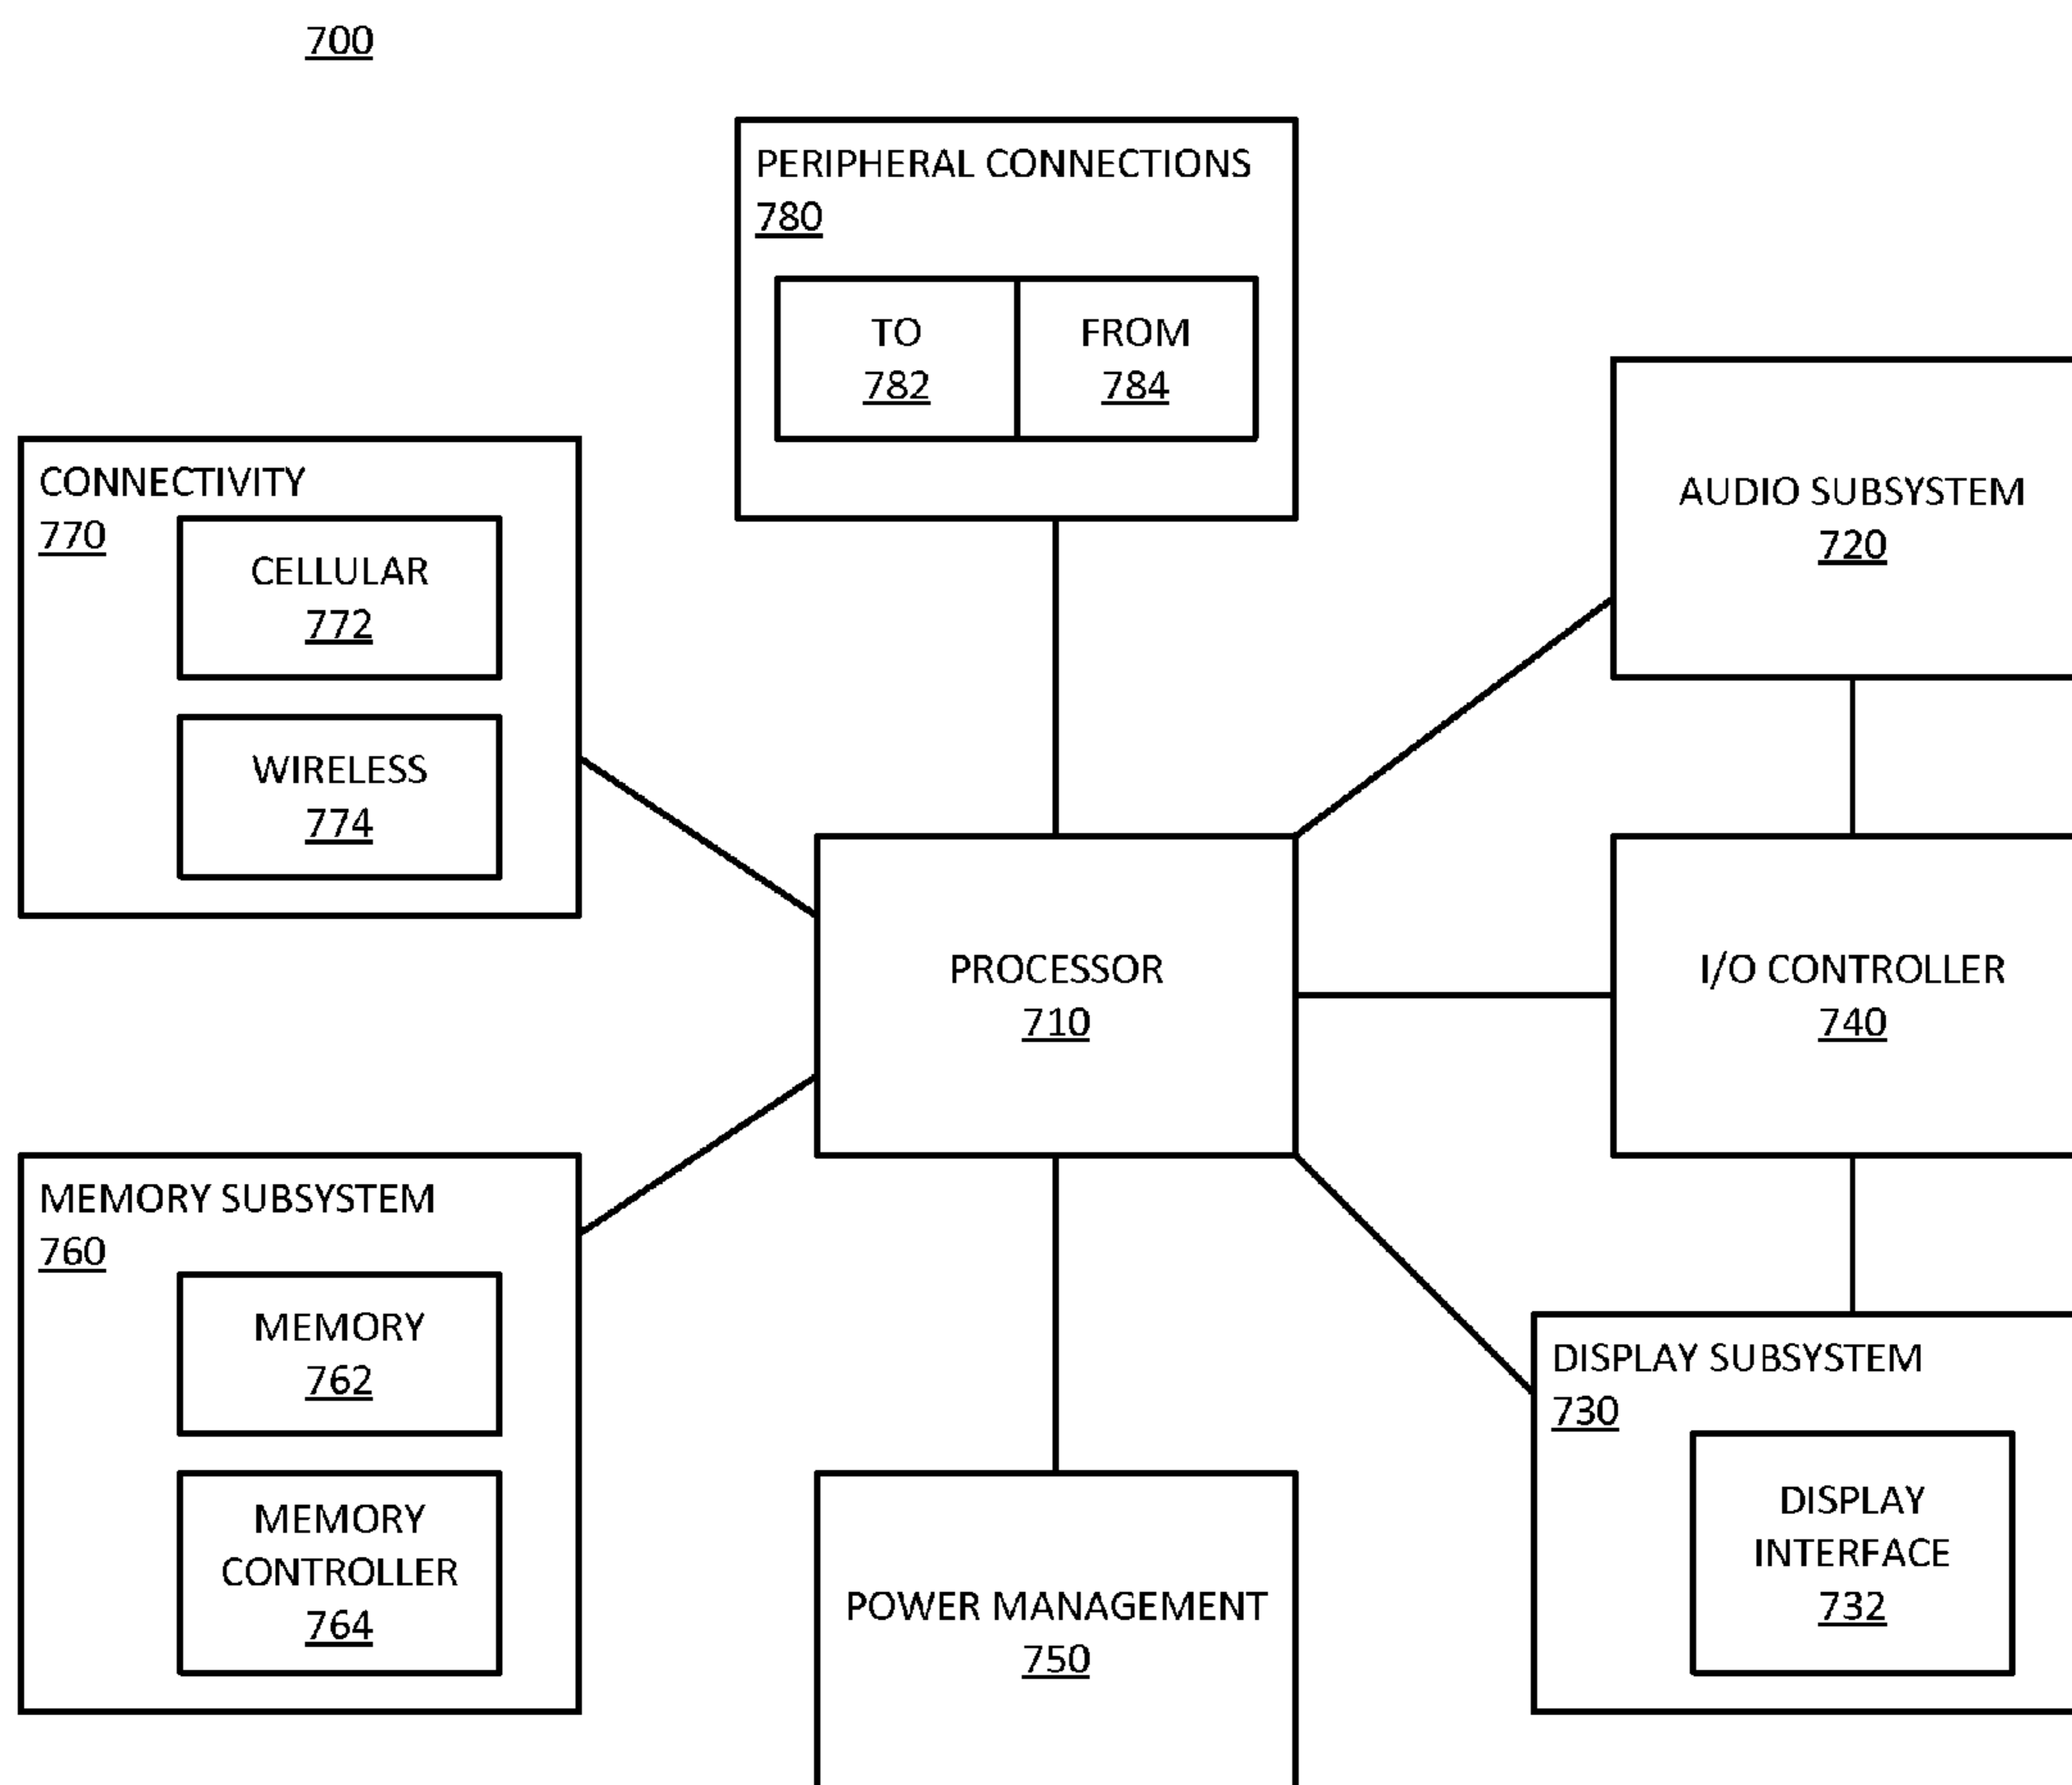 700
PERIPHERAL CONNECTIONS
780
TO
782
FROM
784
CONNECTIVITY
770
CELLULAR
772
WIRELESS
774
AUDIO SUBSYSTEM
720
PROCESSOR
710
I/O CONTROLLER
740
MEMORY SUBSYSTEM
760
MEMORY
762
MEMORY
CONTROLLER
764
POWER MANAGEMENT
750
DISPLAY SUBSYSTEM
730
DISPLAY
INTERFACE
732